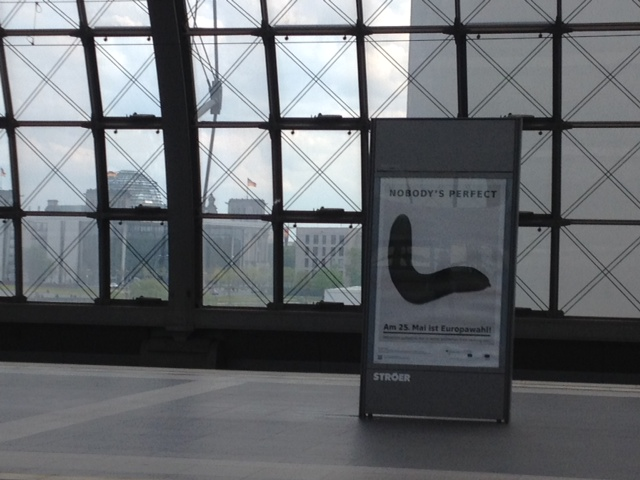 NOBODY'S PERFECT
Am 25. Mai ist Europawahl!
STRÖER